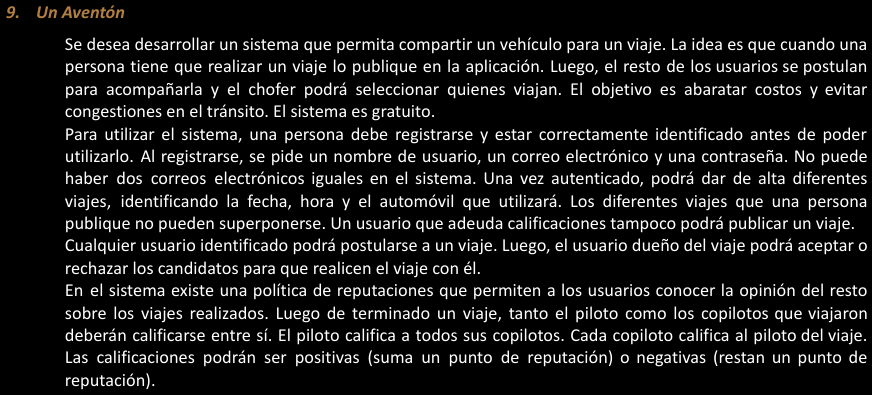 9. Un Aventón
Se desea desarrollar un sistema que permita compartir un vehículo para un viaje. La idea es que cuando una
persona tiene que realizar un viaje lo publique en la aplicación. Luego, el resto de los usuarios se postulan
para acompañarla y el chofer podrá seleccionar quienes viajan. El objetivo es abaratar costos y evitar
congestiones en el tránsito. El sistema es gratuito.
Para utilizar el sistema, una persona debe registrarse y estar correctamente identificado antes de poder
utilizarlo. Al registrarse, se pide un nombre de usuario, un correo electrónico y una contraseña. No puede
haber dos correos electrónicos iguales en el sistema. Una vez autenticado, podrá dar de alta diferentes
viajes, identificando la fecha, hora y el automóvil que utilizará. Los diferentes viajes que una persona
publique no pueden superponerse. Un usuario que adeuda calificaciones tampoco podrá publicar un viaje.
Cualquier usuario identificado podrá postularse a un viaje. Luego, el usuario dueño del viaje podrá aceptar o
rechazar los candidatos para que realicen el viaje con él.
En el sistema existe una política de reputaciones que permiten a los usuarios conocer la opinión del resto
sobre los viajes realizados. Luego de terminado un viaje, tanto el piloto como los copilotos que viajaron
deberán calificarse entre sí. El piloto califica a todos sus copilotos. Cada copiloto califica al piloto del viaje.
Las calificaciones podrán ser positivas (suma un punto de reputación) o negativas (restan un punto de
reputación).